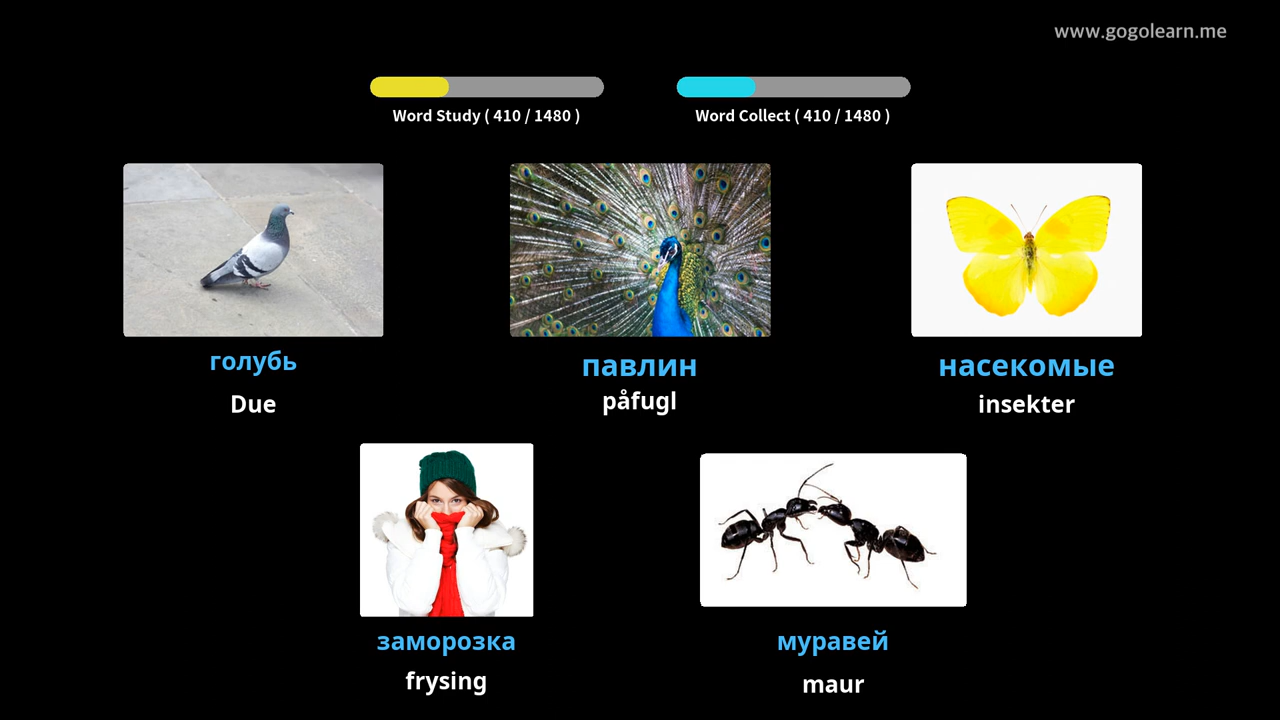 www.gogolearn.me
Word Study ( 410 / 1480 )
Word Collect ( 410 / 1480 )
голубь
Due
павлин
påfugl
насекомые
insekter
заморозка
frysing
муравей
maur